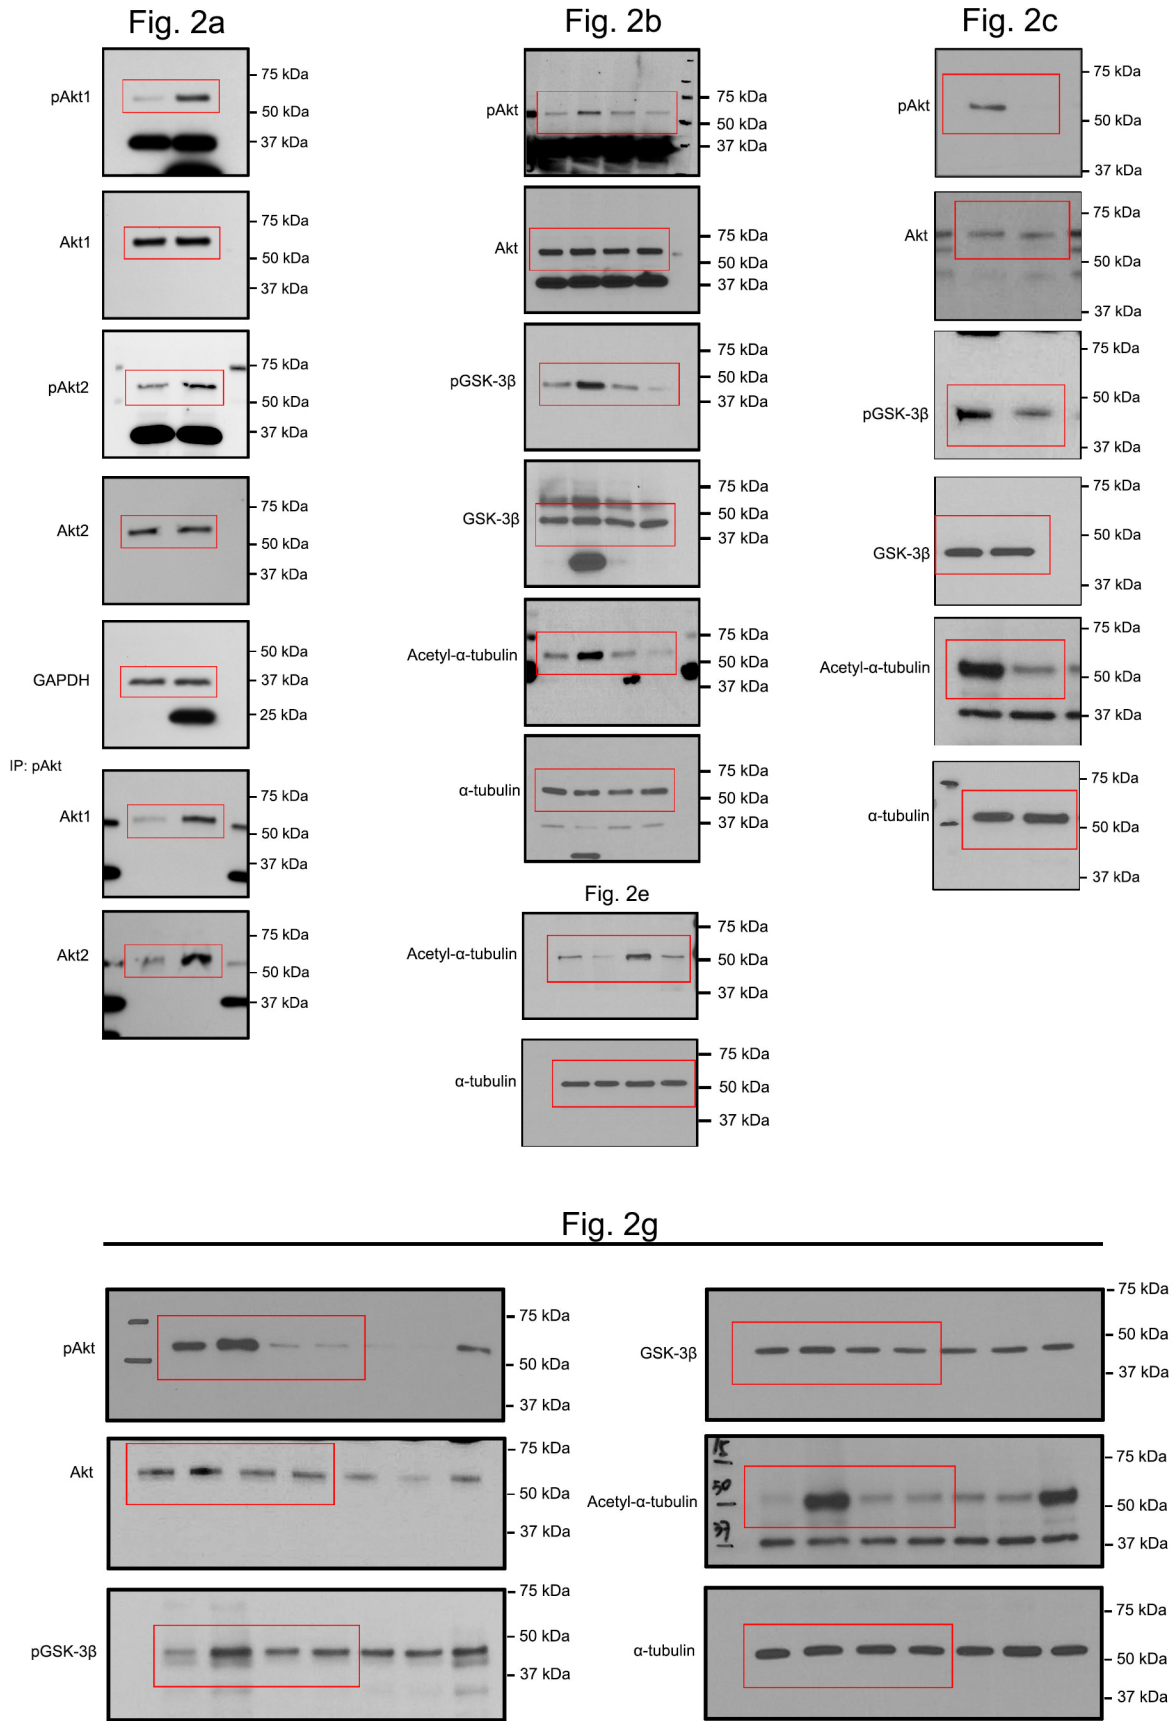 Fig. 2a
pAkt1
75 kDa
50 kDa
37 kDa
Akt1
75 kDa
50 kDa
37 kDa
pAkt2
75 kDa
50 kDa
37 kDa
Akt2
75 kDa
50 kDa
37 kDa
GAPDH
50 kDa
37 kDa
25 kDa
IP: pAkt
Akt1
75 kDa
50 kDa
37 kDa
Akt2
75 kDa
50 kDa
37 kDa
Fig. 2b
pAkt
75 kDa
50 kDa
37 kDa
Akt
75 kDa
50 kDa
37 kDa
pGSK-3β
75 kDa
50 kDa
37 kDa
GSK-3β
75 kDa
50 kDa
37 kDa
Acetyl-α-tubulin
75 kDa
50 kDa
37 kDa
α-tubulin
75 kDa
50 kDa
37 kDa
Fig. 2e
Acetyl-α-tubulin
75 kDa
50 kDa
37 kDa
α-tubulin
75 kDa
50 kDa
37 kDa
Fig. 2c
pAkt
75 kDa
50 kDa
37 kDa
Akt
75 kDa
50 kDa
37 kDa
pGSK-3β
75 kDa
50 kDa
37 kDa
GSK-3β
75 kDa
50 kDa
37 kDa
Acetyl-α-tubulin
75 kDa
50 kDa
37 kDa
α-tubulin
75 kDa
50 kDa
37 kDa
Fig. 2g
pAkt
75 kDa
50 kDa
37 kDa
Akt
75 kDa
50 kDa
37 kDa
pGSK-3β
75 kDa
50 kDa
37 kDa
GSK-3β
75 kDa
50 kDa
37 kDa
Acetyl-α-tubulin
50
37
75 kDa
50 kDa
37 kDa
α-tubulin
75 kDa
50 kDa
37 kDa